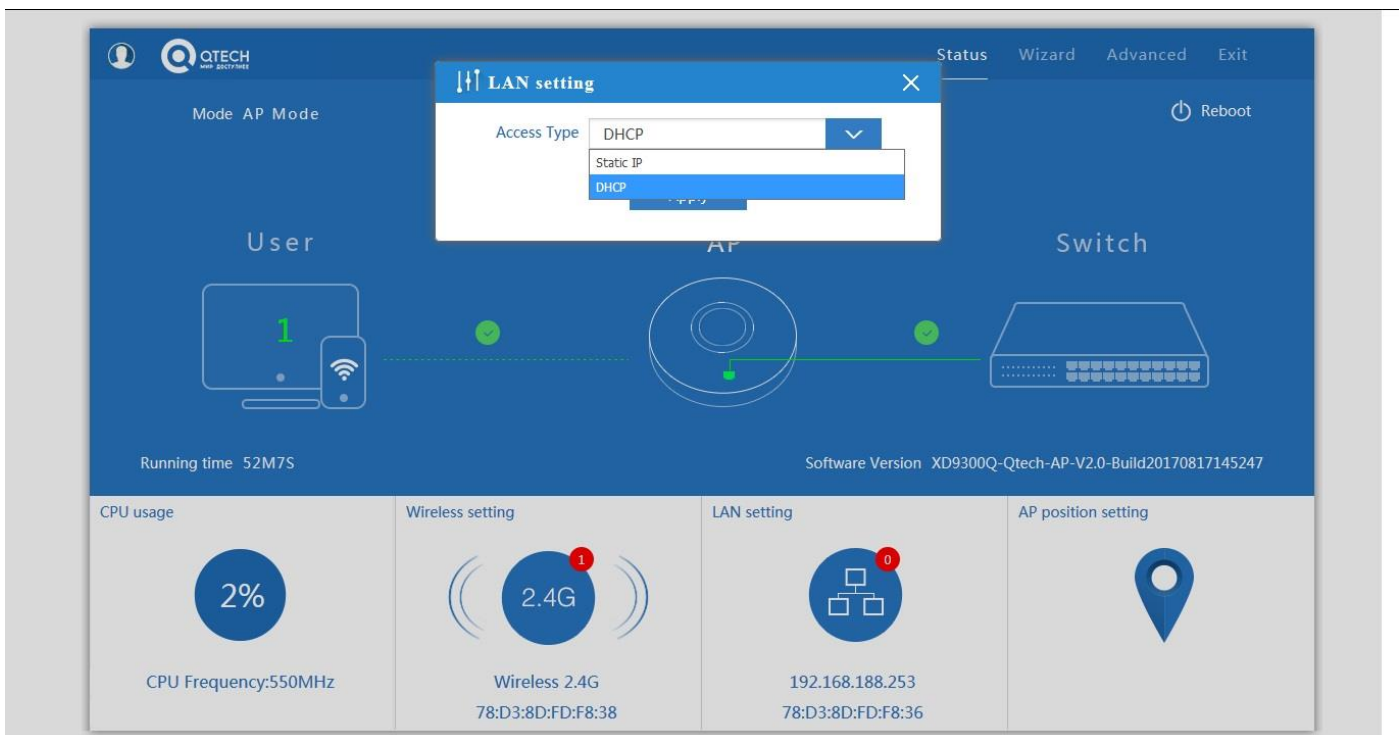 QTECH
МИР ДОСТУПНЕЕ
Status Wizard Advanced Exit
LAN setting
Mode AP Mode
Reboot
Access Type DHCP
Static IP
DHCP
Apply
User
AP
Switch
1
Running time 52M7S
Software Version XD9300Q-Qtech-AP-V2.0-Build20170817145247
CPU usage
Wireless setting
LAN setting
AP position setting
1
0
2%
2.4G
CPU Frequency:550MHz
Wireless 2.4G
192.168.188.253
78:D3:8D:FD:F8:38
78:D3:8D:FD:F8:36